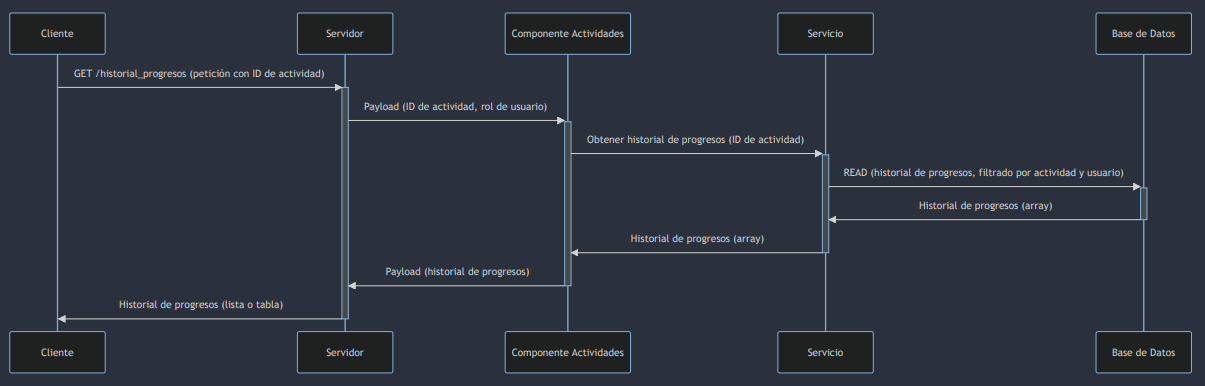 Cliente
Servidor
Componente Actividades
Servicio
Base de Datos
GET /historial_progresos (petición con ID de actividad)
Payload (ID de actividad, rol de usuario)
Obtener historial de progresos (ID de actividad)
READ (historial de progresos, filtrado por actividad y usuario)
Historial de progresos (array)
Historial de progresos (array)
Payload (historial de progresos)
Historial de progresos (lista o tabla)
Cliente
Servidor
Componente Actividades
Servicio
Base de Datos